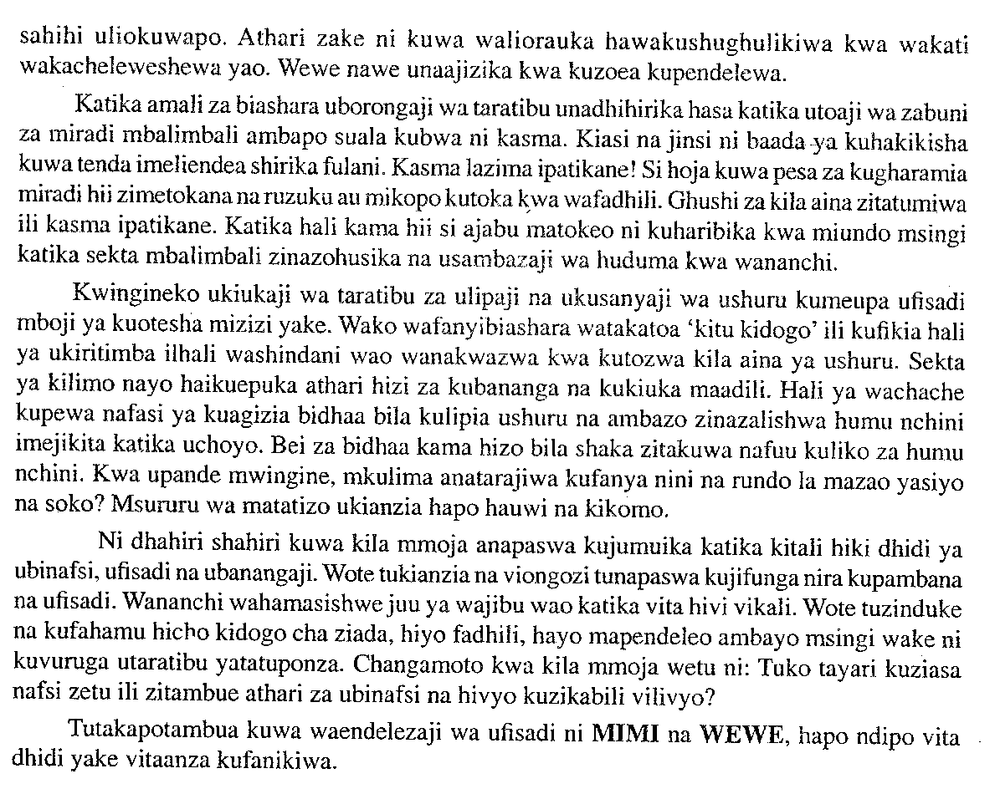 sahihi uliokuwapo. Athari zake ni kuwa waliorauka hawakushughulikiwa kwa wakati
wakacheleweshewa yao. Wewe nawe unaajizika kwa kuzoea kupendelewa.
Katika amali za biashara uborongaji wa taratibu unadhihirika hasa katika utoaji wa zabuni
za miradi mbalimbali ambapo suala kubwa ni kasma. Kiasi na jinsi ni baada ya kuhakikisha
kuwa tenda imeliendea shirika fulani. Kasma lazima ipatikane! Si hoja kuwa pesa za kugharamia
miradi hii zimetokana na ruzuku au mikopo kutoka kwa wafadhili. Ghushi za kila aina zitatumiwa
ili kasma ipatikane. Katika hali kama hii si ajabu matokeo ni kuharibika kwa miundo msingi
katika sekta mbalimbali zinazohusika na usambazaji wa huduma kwa wananchi.
Kwingineko ukiukaji wa taratibu za ulipaji na ukusanyaji wa ushuru kumeupa ufisadi
mboji ya kuotesha mizizi yake. Wako wafanyibiashara watakatoa ‘kitu kidogo’ ili kufikia hali
ya ukiritimba ilhali washindani wao wanakwazwa kwa kutozwa kila aina ya ushuru. Sekta
ya kilimo nayo haikuepuka athari hizi za kubananga na kukiuka maadili. Hali ya wachache
kupewa nafasi ya kuagizia bidhaa bila kulipia ushuru na ambazo zinazalishwa humu nchini
imejikita katika uchoyo. Bei za bidhaa kama hizo bila shaka zitakuwa nafuu kuliko za humu
nchini. Kwa upande mwingine, mkulima anatarajiwa kufanya nini na rundo la mazao yasiyo
na soko? Msururu wa matatizo ukianzia hapo hauwi na kikomo.
Ni dhahiri shahiri kuwa kila mmoja anapaswa kujumuika katika kitali hiki dhidi ya
ubinafsi, ufisadi na ubanangaji. Wote tukianzia na viongozi tunapaswa kujifunga nira kupambana
na ufisadi. Wananchi wahamasishwe juu ya wajibu wao katika vita hivi vikali. Wote tuzinduke
na kufahamu hicho kidogo cha ziada, hiyo fadhili, hayo mapendeleo ambayo msingi wake ni
kuvuruga utaratibu yatatuponza. Changamoto kwa kila mmoja wetu ni: Tuko tayari kuziasa
nafsi zetu ili zitambue athari za ubinafsi na hivyo kuzikabili vilivyo?
Tutakapotambua kuwa waendelezaji wa ufisadi ni MIMI na WEWE, hapo ndipo vita
dhidi yake vitaanza kufanikiwa.